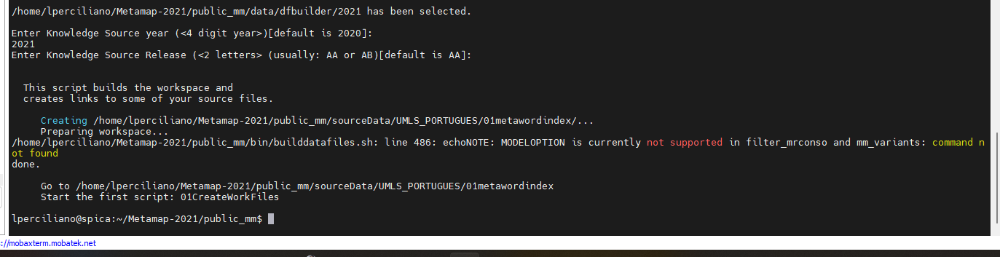 /home/lperciliano/Metamap-2021/public_mm/data/dfbuilder/2021 has been selected.
Enter Knowledge Source year (<4 digit year>)[default is 2020]:
2021
Enter Knowledge Source Release (<2 letters> (usually: AA or AB)[default is AA]:
This script builds the workspace and
creates links to some of your source files.
Creating /home/lperciliano/Metamap-2021/public_mm/sourceData/UMLS_PORTUGUES/01metawordindex/...
Preparing workspace...
/home/lperciliano/Metamap-2021/public_mm/bin/builddatafiles.sh: line 486: echoNOTE: MODELOPTION is currently not supported in filter_mrconso and mm_variants: command n
ot found
done.
Go to /home/lperciliano/Metamap-2021/public_mm/sourceData/UMLS_PORTUGUES/01metawordindex
Start the first script: 01CreateWorkFiles
lperciliano@spica:~/Metamap-2021/public_mm$
://mobaxterm.mobatek.net